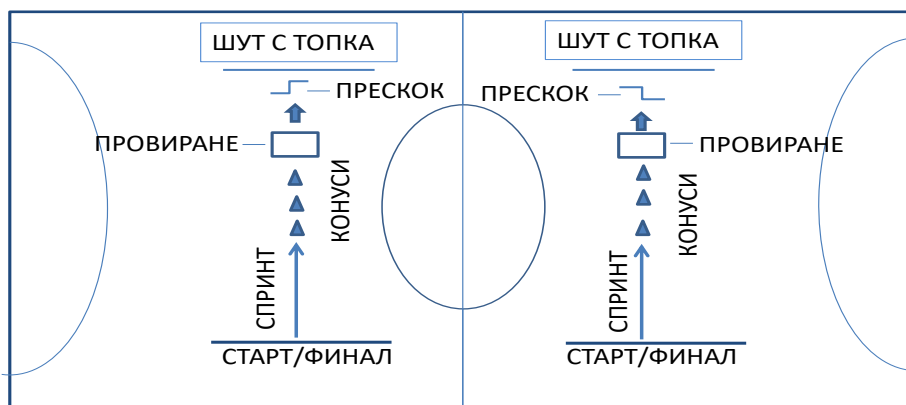 ШУТ С ТОПКА
ПРЕСКОК
ПРОВИРАНЕ
КОНУСИ
СПРИНТ
СТАРТ/ФИНАЛ
ШУТ С ТОПКА
ПРЕСКОК
ПРОВИРАНЕ
КОНУСИ
СПРИНТ
СТАРТ/ФИНАЛ